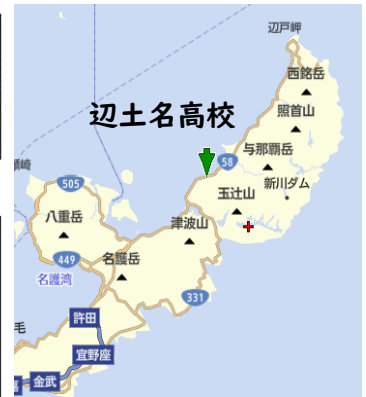 辺戸岬
西銘岳
照首山
辺土名高校
与那覇岳
58
新川ダム
玉辻山
505
八重岳
津波山
名護岳
449
名護湾
331
許田
毛
宜野座
金武